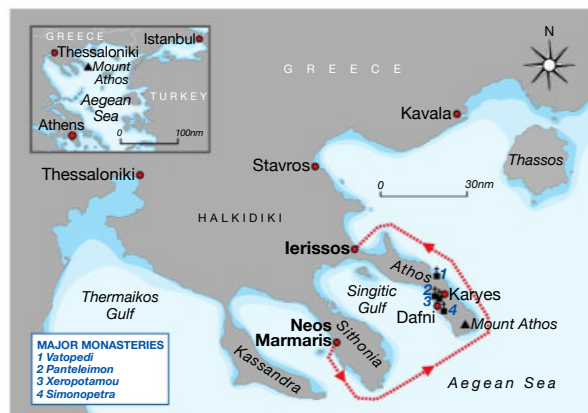 GREECE
Thessaloniki
Istanbul
Mount
Athos
Aegean
Sea
TURKEY
Athens
0
100nm
N
GREECE
Kavala
Thassos
Stavros
Thessaloniki
0
30nm
HALKIDIKI
Ierissos
Athos
1
2
3
Karyes
Dafni
4
Mount Athos
Singitic
Gulf
Thermaikos
Gulf
Neos
Marmaris
Sithonia
Kassandra
Aegean Sea
MAJOR MONASTERIES
1 Vatopedi
2 Panteleimon
3 Xeropotamou
4 Simonopetra